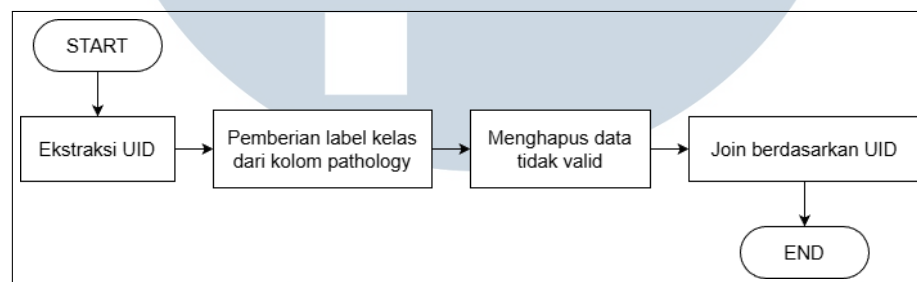 START
Ekstraksi UID
Pemberian label kelas
dari kolom pathology
Menghapus data
tidak valid
Join berdasarkan UID
END